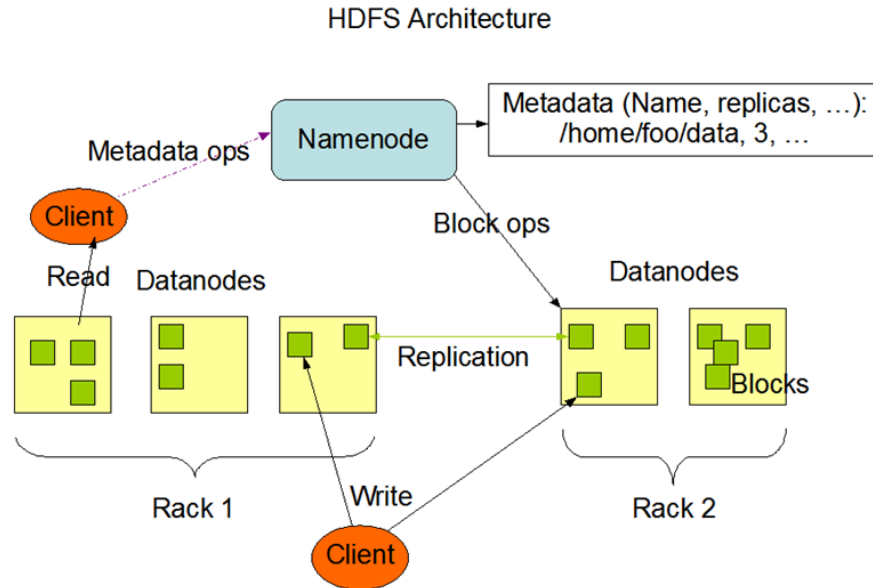 HDFS Architecture
Metadata (Name, replicas, …):
/home/foo/data, 3, …
Namenode
Metadata ops
Client
Block ops
Read
Datanodes
Datanodes
Replication
Blocks
Rack 1
Write
Rack 2
Client